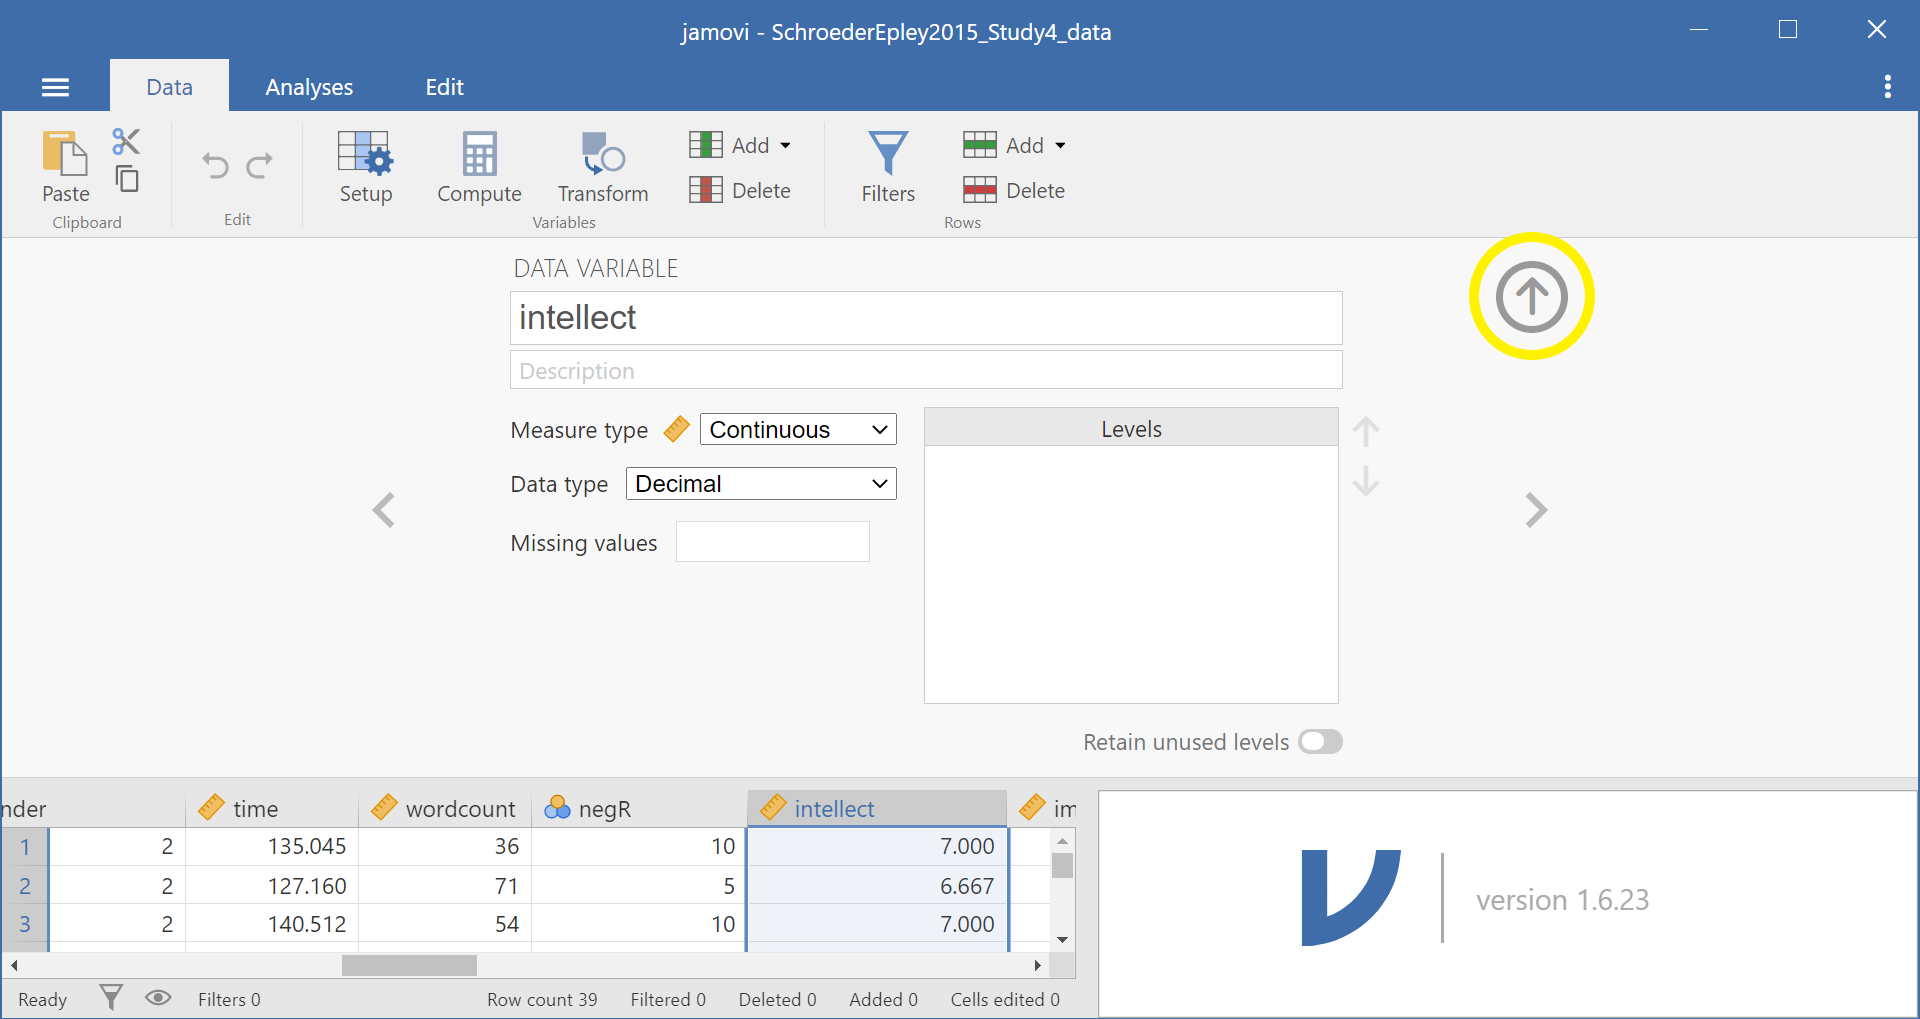 jamovi - SchroederEpley2015_Study4_data
Data Analyses Edit
Paste Setup Compute Transform Add Delete Filters Add Delete
Clipboard Edit Variables Rows
DATA VARIABLE
intellect
Description
Measure type Continuous
Data type Decimal
Missing values
Levels
Retain unused levels
nder time wordcount negR intellect im
1 2 135.045 36 10 7.000
2 2 127.160 71 5 6.667
3 2 140.512 54 10 7.000
version 1.6.23
Ready Filters 0 Row count 39 Filtered 0 Deleted 0 Added 0 Cells edited 0